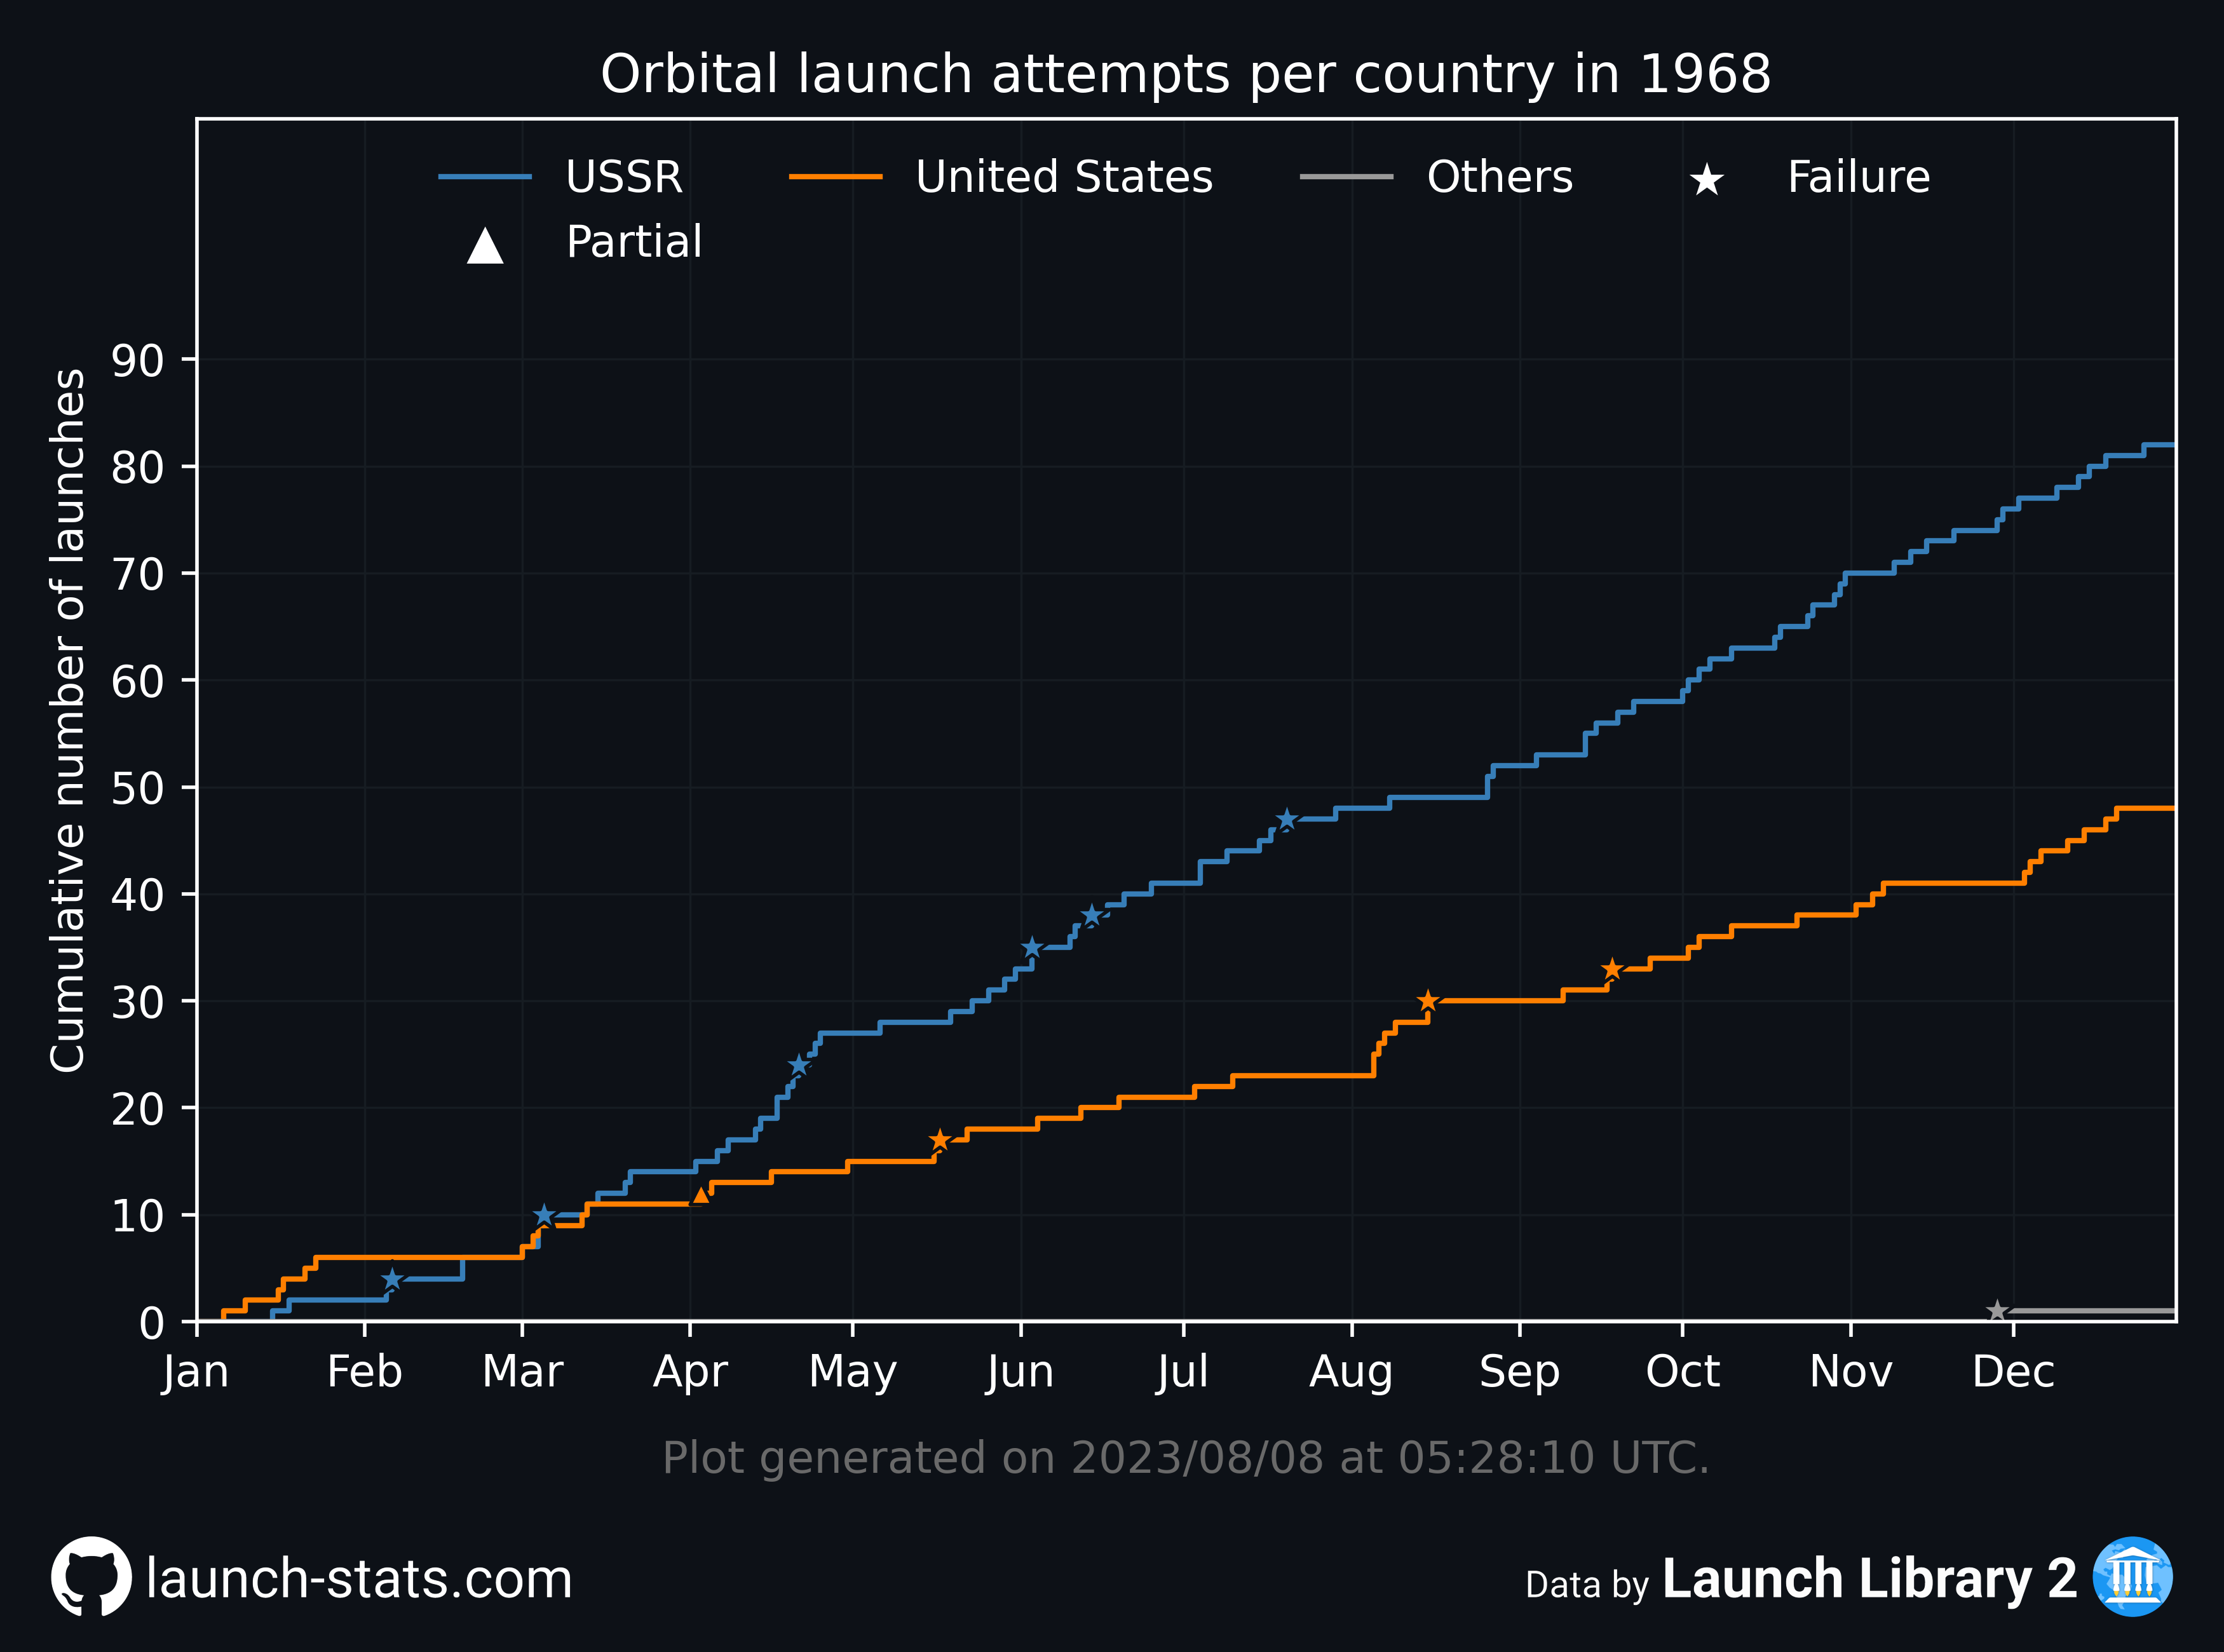 Orbital launch attempts per country in 1968
USSR United States Others Failure
Partial
Cumulative number of launches
90
80
70
60
50
40
30
20
10
0
Jan Feb Mar Apr May Jun Jul Aug Sep Oct Nov Dec
Plot generated on 2023/08/08 at 05:28:10 UTC.
launch-stats.com
Data by Launch Library 2